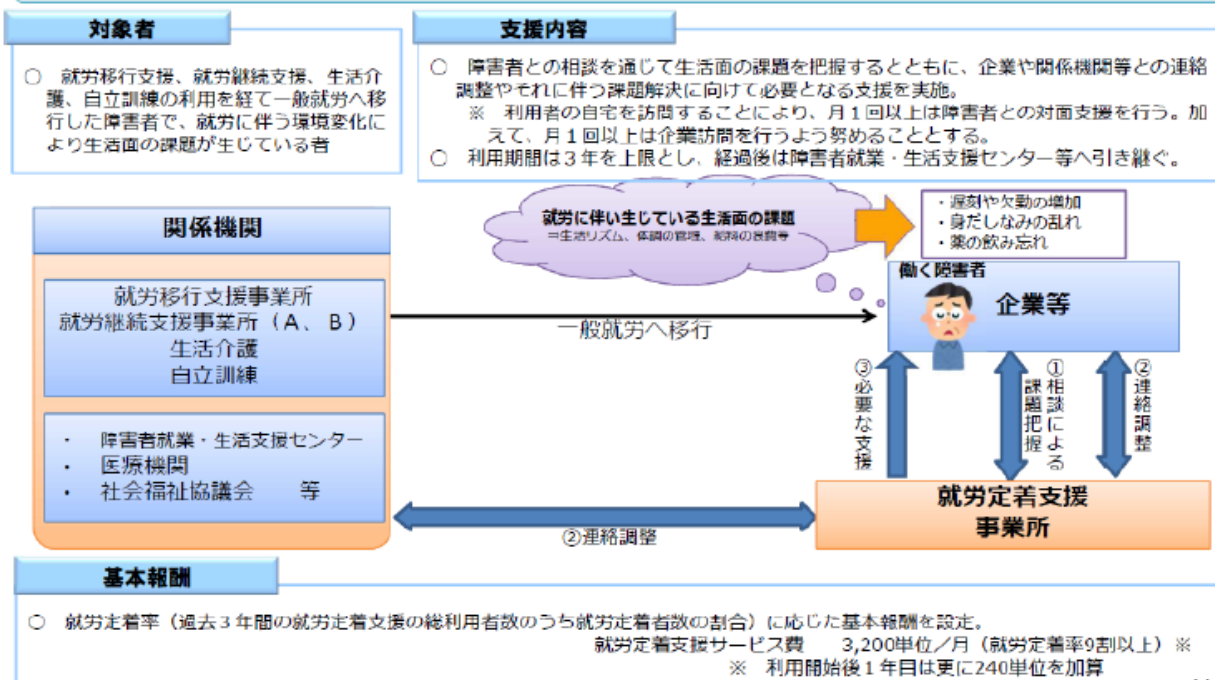 対象者
○ 就労移行支援、就労継続支援、生活介
護、自立訓練の利用を経て一般就労へ移
行した障害者で、就労に伴う環境変化に
より生活面の課題が生じている者
支援内容
○ 障害者との相談を通じて生活面の課題を把握するとともに、企業や関係機関等との連絡
調整やそれに伴う課題解決に向けて必要となる支援を実施。
※ 利用者の自宅を訪問することにより、月1回以上は障害者との対面支援を行う。加
えて、月1回以上は企業訪問を行うよう努めることとする。
○ 利用期間は3年を上限とし、経過後は障害者就業・生活支援センター等へ引き継ぐ。
就労に伴い生じている生活面の課題
⇒生活リズム、体調の管理、給料の浪費等
・遅刻や欠勤の増加
・身だしなみの乱れ
・薬の飲み忘れ
関係機関
就労移行支援事業所
就労継続支援事業所(A、B)
生活介護
自立訓練
・ 障害者就業・生活支援センター
・ 医療機関
・ 社会福祉協議会 等
一般就労へ移行
働く障害者
企業等
③必要な支援
①相談による
課題把握
②連絡調整
就労定着支援
事業所
②連絡調整
基本報酬
○ 就労定着率(過去3年間の就労定着支援の総利用者数のうち就労定着者数の割合)に応じた基本報酬を設定。
就労定着支援サービス費 3,200単位/月(就労定着率9割以上)※
※ 利用開始後1年目は更に240単位を加算